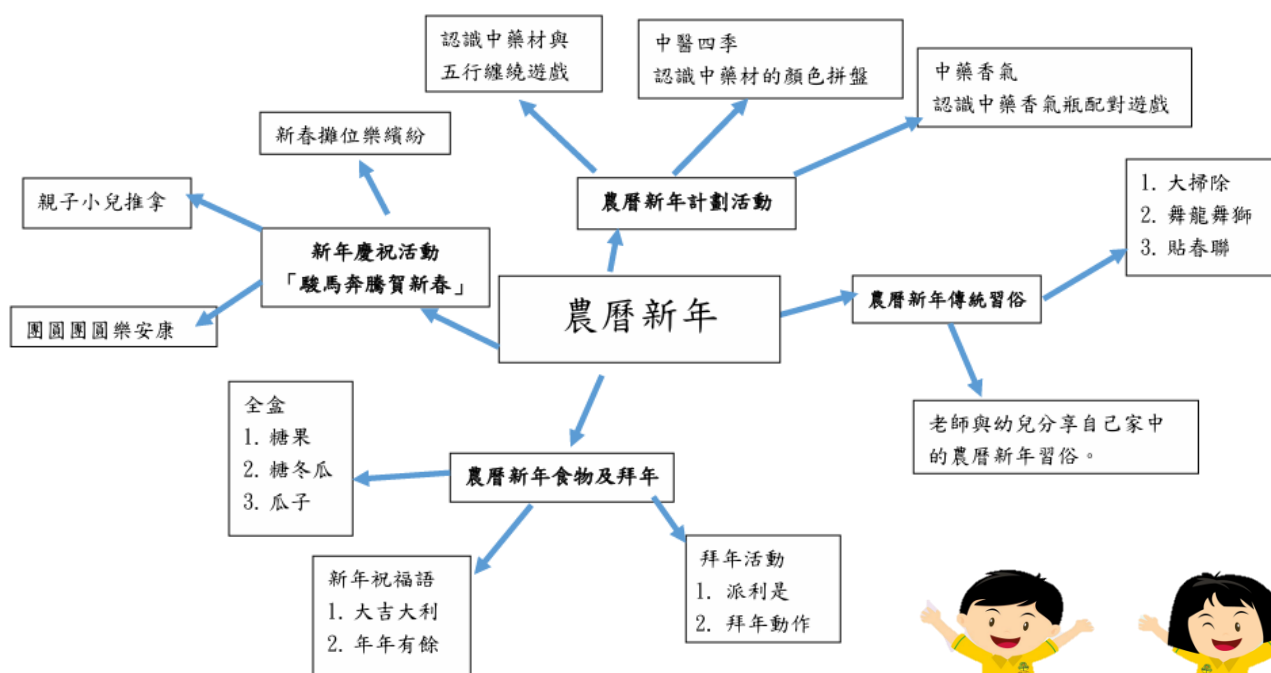 認識中藥材與
五行纏繞遊戲
中醫四季
認識中藥材的顏色拼盤
中藥香氣
認識中藥香氣瓶配對遊戲
新春攤位樂繽紛
親子小兒推拿
農曆新年計劃活動
1. 大掃除
2. 舞龍舞獅
3. 貼春聯
新年慶祝活動
「駿馬奔騰賀新春」
農曆新年
農曆新年傳統習俗
團圓團圓樂安康
全盒
1. 糖果
2. 糖冬瓜
3. 瓜子
農曆新年食物及拜年
老師與幼兒分享自己家中
的農曆新年習俗。
新年祝福語
1. 大吉大利
2. 年年有餘
拜年活動
1. 派利是
2. 拜年動作